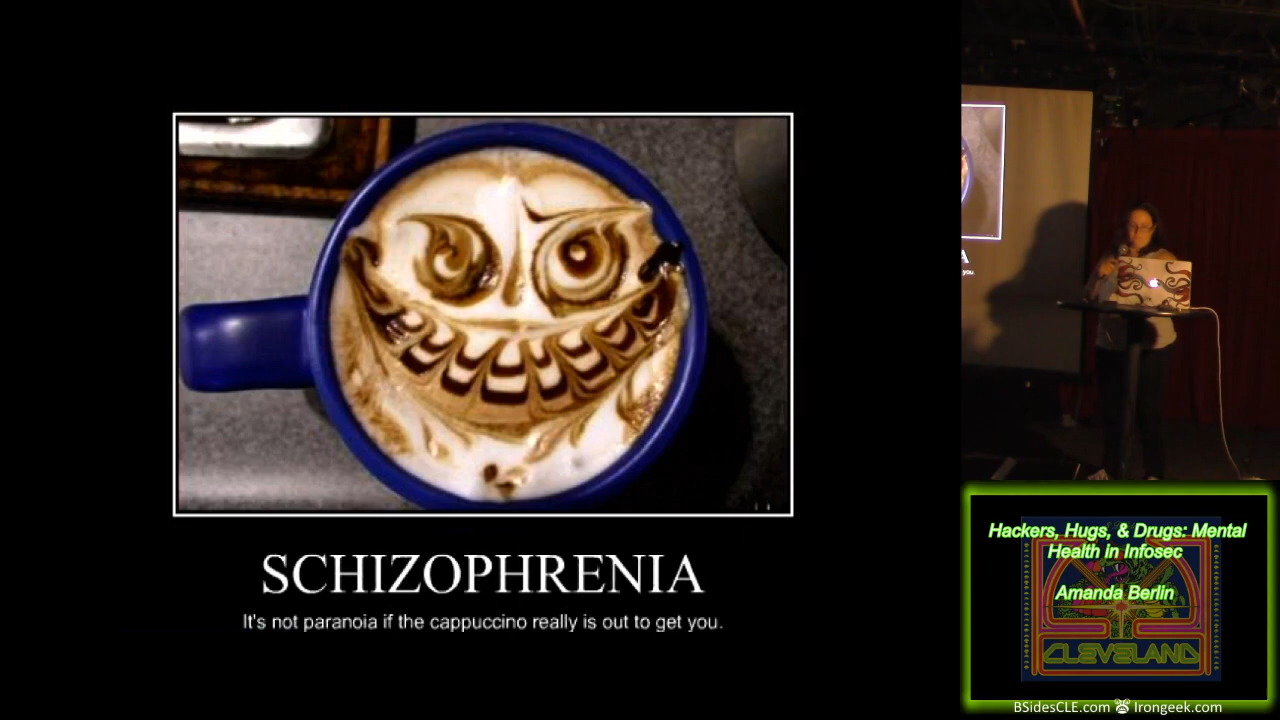 SCHIZOPHRENIA
It's not paranoia if the cappuccino really is out to get you.
A
you.
Hackers, Hugs, & Drugs: Mental
Health in Infosec
Amanda Berlin
CLEVELAND
BSidesCLE.com Irongeek.com